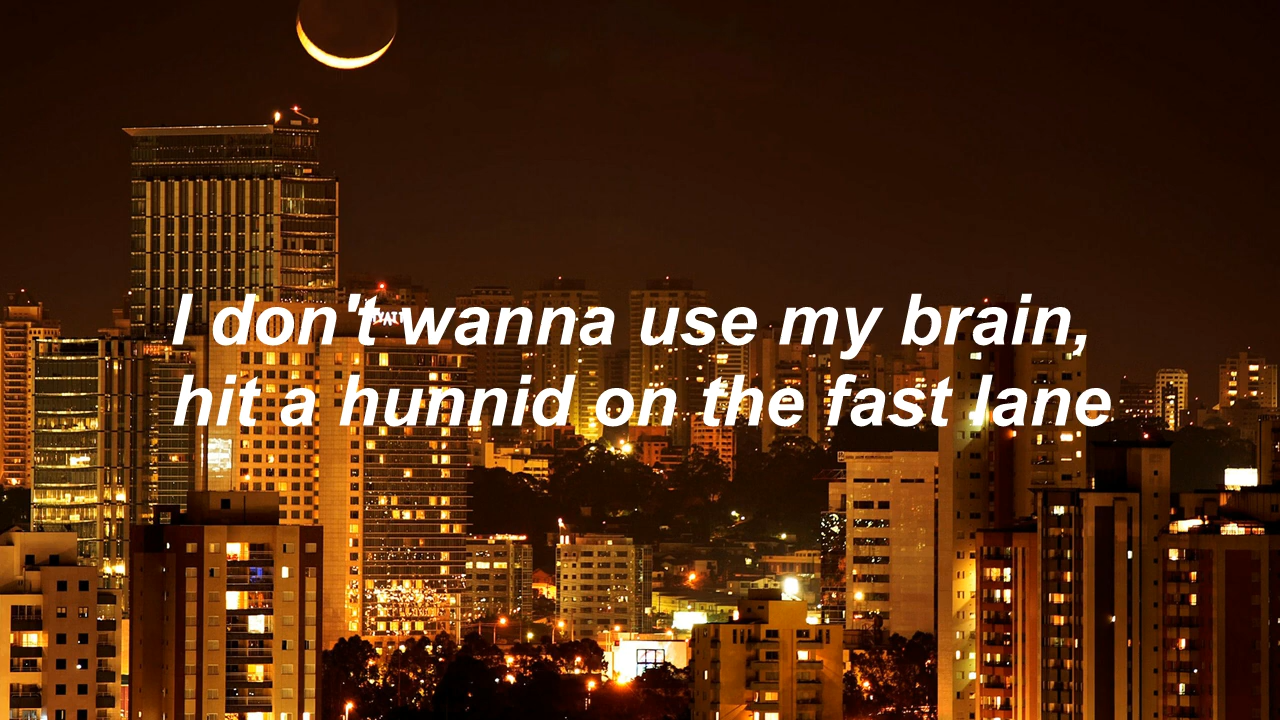 I don't wanna use my brain,
hit a hunnid on the fast lane